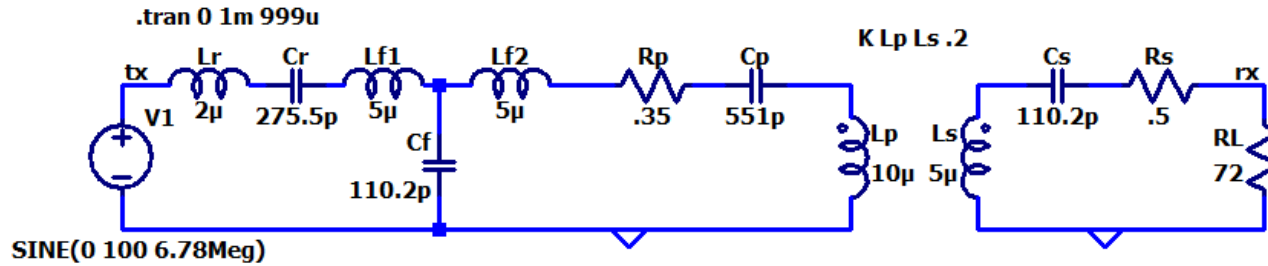 .tran 0 1m 999u
K Lp Ls .2
tx
Lr
Cr
Lf1
Lf2
Rp
Cp
Cs
Rs
rx
V1
2µ
275.5p
5µ
5µ
.35
551p
110.2p
.5
Cf
Lp
Ls
RL
110.2p
10µ
5µ
72
SINE(0 100 6.78Meg)